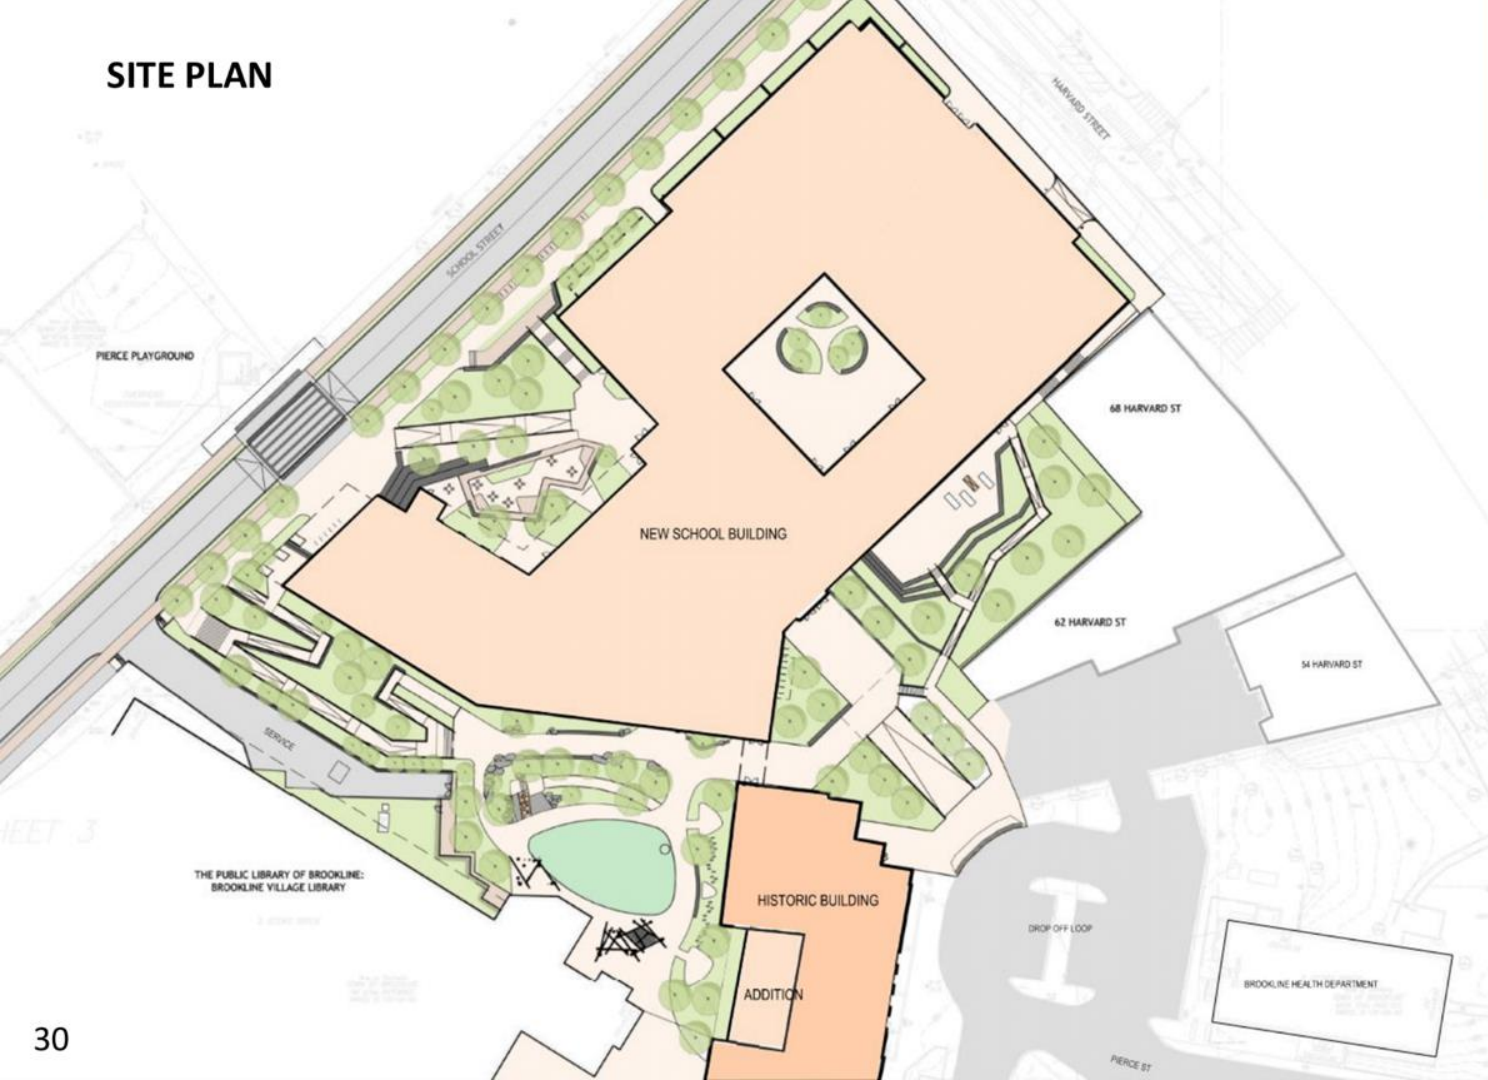 SITE PLAN
HARVARD STREET
SCHOOL STREET
PIERCE PLAYGROUND
68 HARVARD ST
NEW SCHOOL BUILDING
62 HARVARD ST
54 HARVARD ST
SERVICE
HEET 3
THE PUBLIC LIBRARY OF BROOKLINE:
BROOKLINE VILLAGE LIBRARY
HISTORIC BUILDING
DROP OFF LOOP
ADDITION
BROOKLINE HEALTH DEPARTMENT
30
PIERCE ST